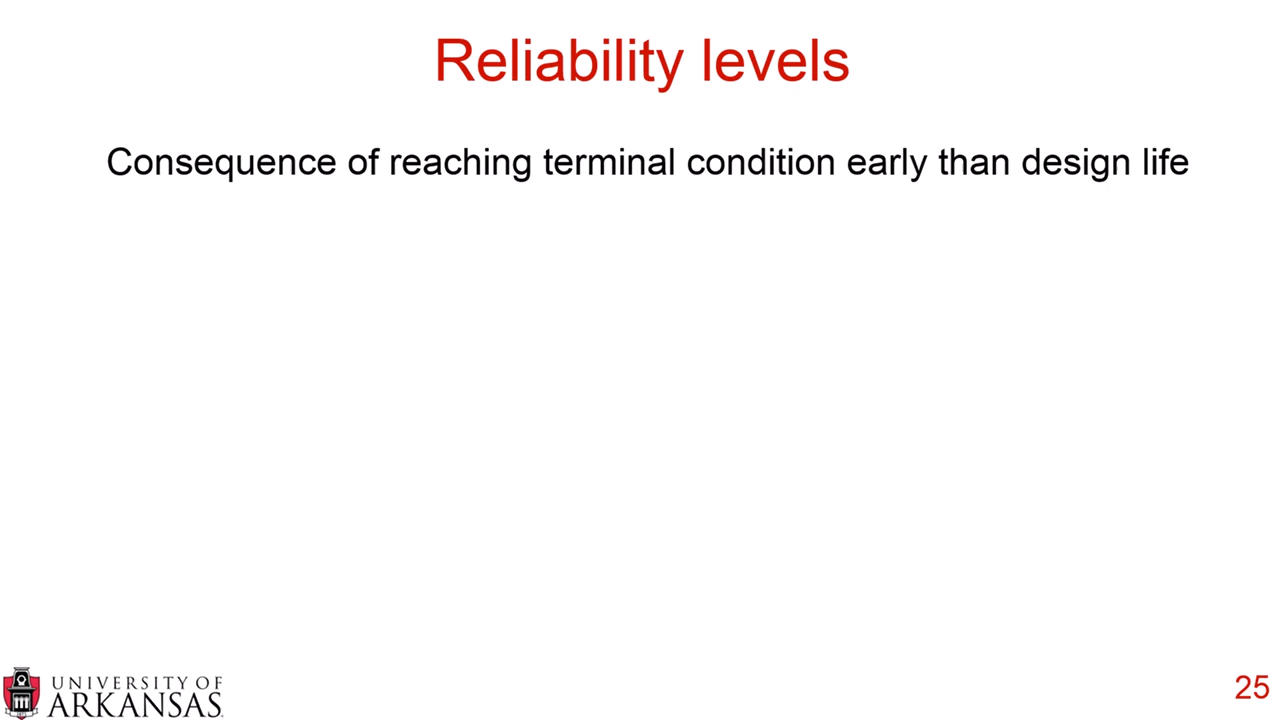 Reliability levels
Consequence of reaching terminal condition early than design life
UNIVERSITY OF
ARKANSAS
25